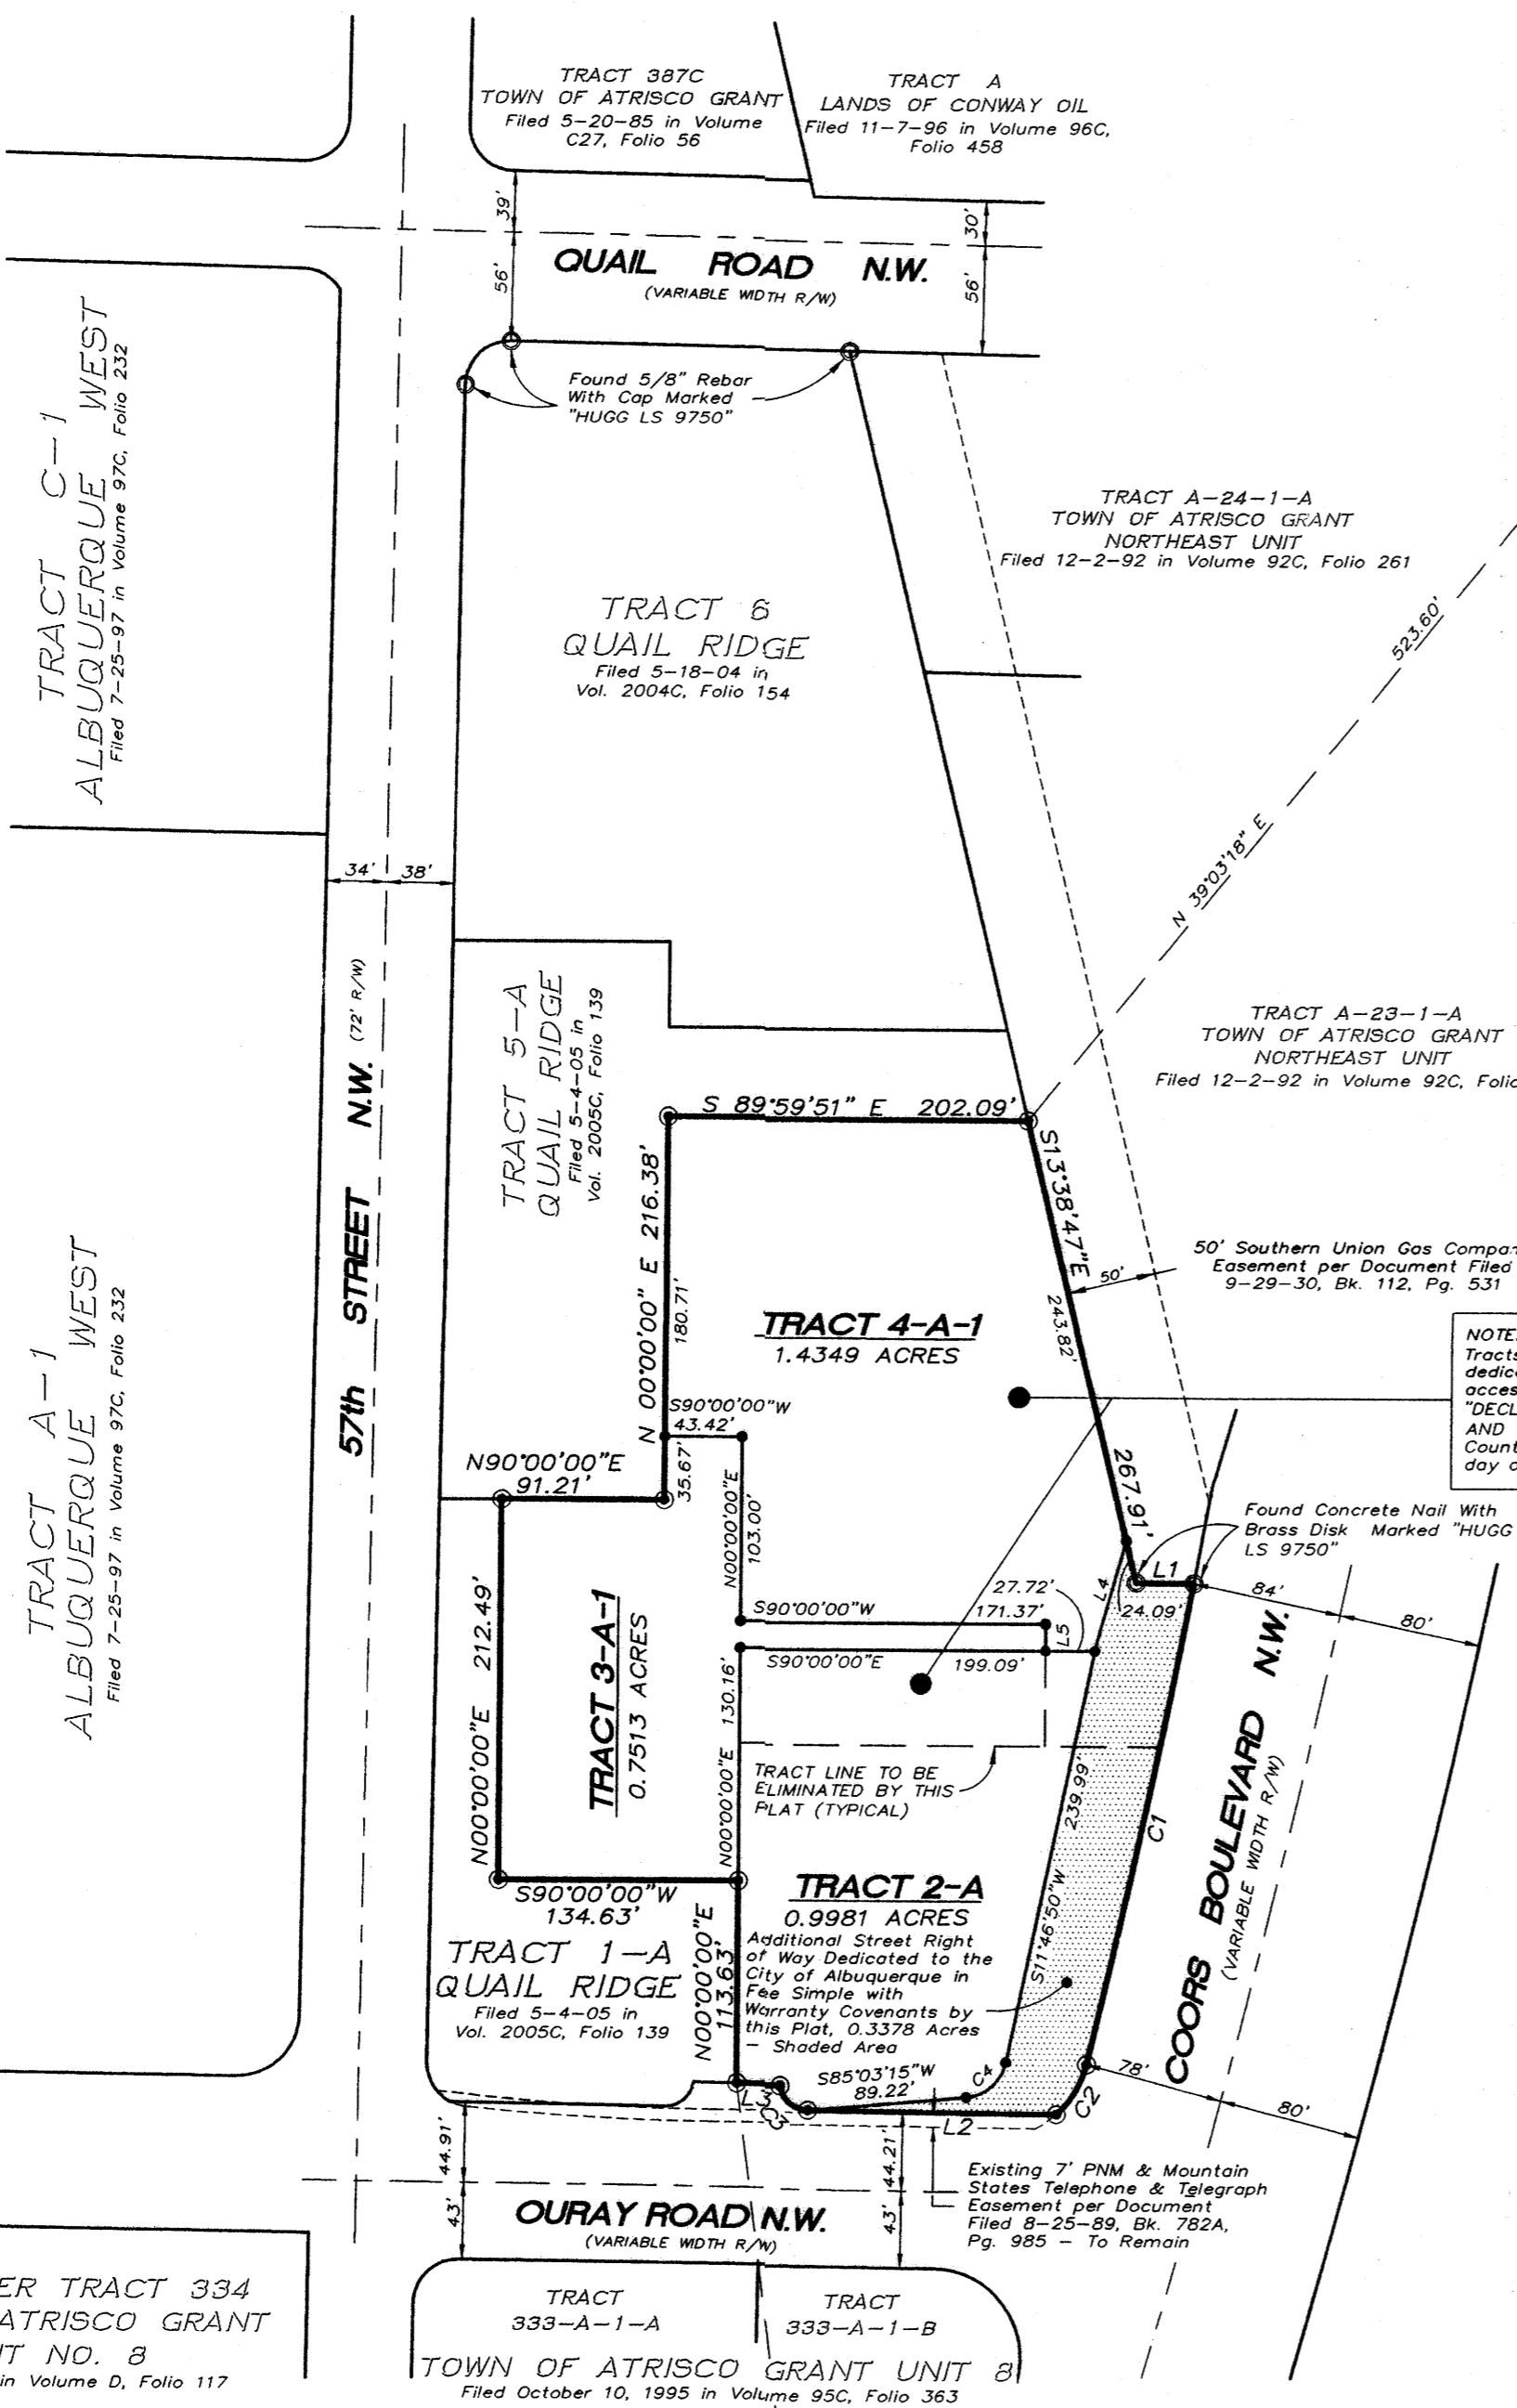 TRACT 387C
TOWN OF ATRISCO GRANT
Filed 5-20-85 in Volume
C27, Folio 56
TRACT A
LANDS OF CONWAY OIL
Filed 11-7-96 in Volume 96C,
Folio 458
39'
56'
30'
56'
QUAIL ROAD N.W.
(VARIABLE WIDTH R/W)
Found 5/8" Rebar
With Cap Marked
"HUGG LS 9750"
TRACT C-1
ALBUQUERQUE WEST
Filed 7-25-97 in Volume 97C, Folio 232
TRACT A-24-1-A
TOWN OF ATRISCO GRANT
NORTHEAST UNIT
Filed 12-2-92 in Volume 92C, Folio 261
TRACT 6
QUAIL RIDGE
Filed 5-18-04 in
Vol. 2004C, Folio 154
523.60'
N 39°03'18" E
34'
38'
57th STREET N.W. (72' R/W)
TRACT 5-A
QUAIL RIDGE
Filed 5-4-05 in
Vol. 2005C, Folio 139
TRACT A-23-1-A
TOWN OF ATRISCO GRANT
NORTHEAST UNIT
Filed 12-2-92 in Volume 92C, Folio
S 89°59'51" E 202.09'
N 00°00'00" E 216.38'
180.71'
S13°38'47"E
243.82'
267.91'
50'
50' Southern Union Gas Compan
Easement per Document Filed
9-29-30, Bk. 112, Pg. 531
TRACT A-1
ALBUQUERQUE WEST
Filed 7-25-97 in Volume 97C, Folio 232
TRACT 4-A-1
1.4349 ACRES
NOTE:
Tracts
dedic
acces
"DECL
AND
Count
day o
S90°00'00"W
43.42'
35.67'
N90°00'00"E
91.21'
N00°00'00"E
103.00'
Found Concrete Nail With
Brass Disk Marked "HUGG
LS 9750"
L1
L4
24.09'
84'
80'
27.72'
S90°00'00"W 171.37'
L5
S90°00'00"E 199.09'
N00°00'00"E 212.49'
TRACT 3-A-1
0.7513 ACRES
N00°00'00"E 130.16'
TRACT LINE TO BE
ELIMINATED BY THIS
PLAT (TYPICAL)
239.99'
S11°46'50"W
C1
COORS BOULEVARD N.W.
(VARIABLE WIDTH R/W)
S90°00'00"W
134.63'
TRACT 2-A
0.9981 ACRES
Additional Street Right
of Way Dedicated to the
City of Albuquerque in
Fee Simple with
Warranty Covenants by
this Plat, 0.3378 Acres
- Shaded Area
TRACT 1-A
QUAIL RIDGE
Filed 5-4-05 in
Vol. 2005C, Folio 139
N00°00'00"E
113.63'
S85°03'15"W
89.22'
C4
L3
C3
L2
C2
78'
80'
44.91'
43'
44.21'
43'
OURAY ROAD N.W.
(VARIABLE WIDTH R/W)
Existing 7' PNM & Mountain
States Telephone & Telegraph
Easement per Document
Filed 8-25-89, Bk. 782A,
Pg. 985 - To Remain
ER TRACT 334
ATRISCO GRANT
IT NO. 8
in Volume D, Folio 117
TRACT
333-A-1-A
TRACT
333-A-1-B
TOWN OF ATRISCO GRANT UNIT 8
Filed October 10, 1995 in Volume 95C, Folio 363